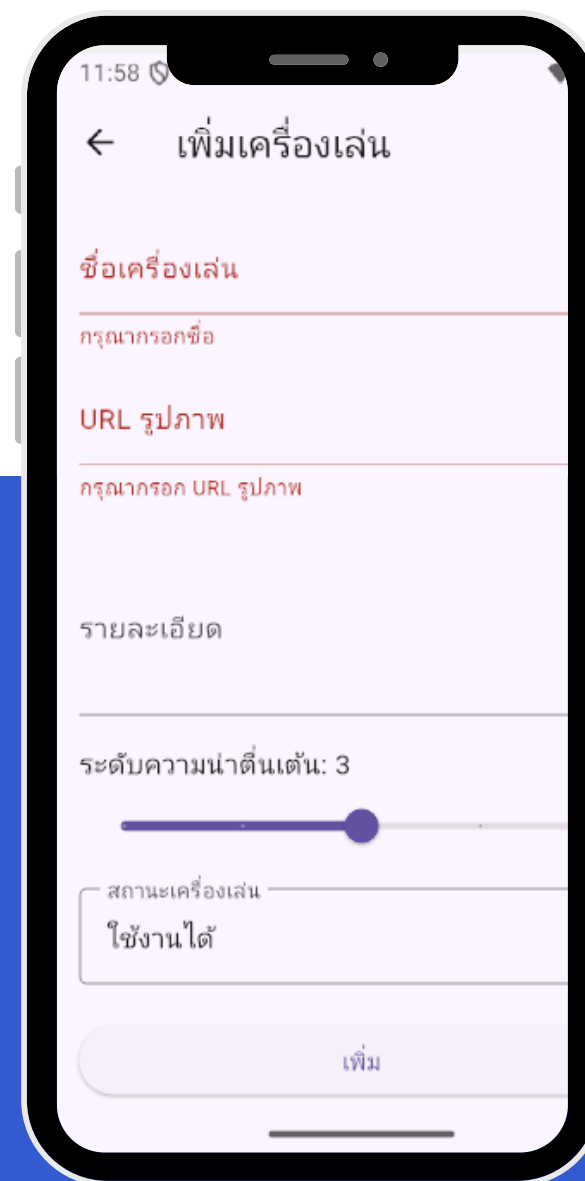 11:58
เพิ่มเครื่องเล่น
ชื่อเครื่องเล่น
กรุณากรอกชื่อ
URL รูปภาพ
กรุณากรอก URL รูปภาพ
รายละเอียด
ระดับความน่าตื่นเต้น: 3
สถานะเครื่องเล่น
ใช้งานได้
เพิ่ม